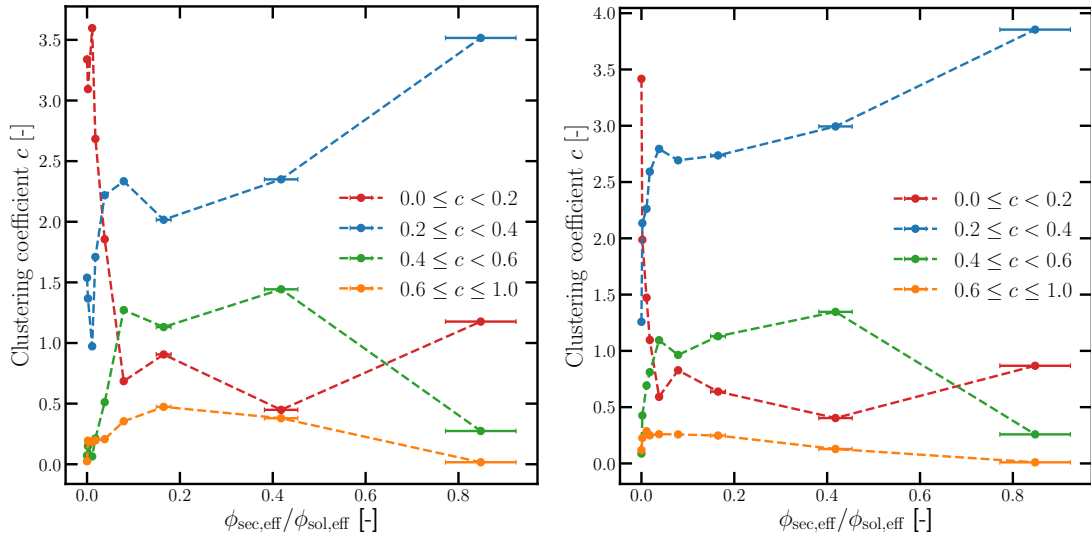 Clustering coefficient c [-]
3.5
3.0
2.5
2.0
1.5
1.0
0.5
0.0
0.0 ≤ c < 0.2
0.2 ≤ c < 0.4
0.4 ≤ c < 0.6
0.6 ≤ c ≤ 1.0
0.0 0.2 0.4 0.6 0.8
ϕsec,eff/ϕsol,eff [-]
Clustering coefficient c [-]
4.0
3.5
3.0
2.5
2.0
1.5
1.0
0.5
0.0
0.0 ≤ c < 0.2
0.2 ≤ c < 0.4
0.4 ≤ c < 0.6
0.6 ≤ c ≤ 1.0
0.0 0.2 0.4 0.6 0.8
ϕsec,eff/ϕsol,eff [-]